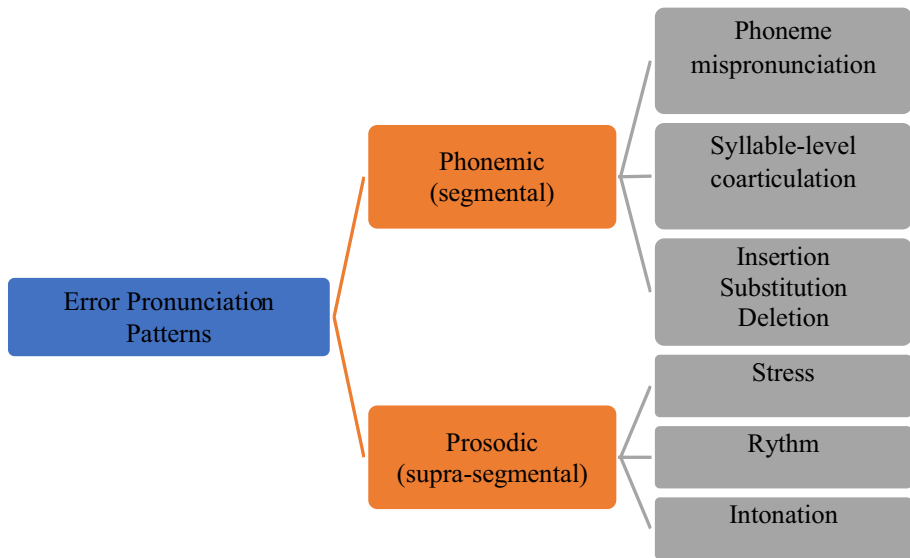 Error Pronunciation
Patterns
Phonemic
(segmental)
Phoneme
mispronunciation
Syllable-level
coarticulation
Insertion
Substitution
Deletion
Prosodic
(supra-segmental)
Stress
Rythm
Intonation